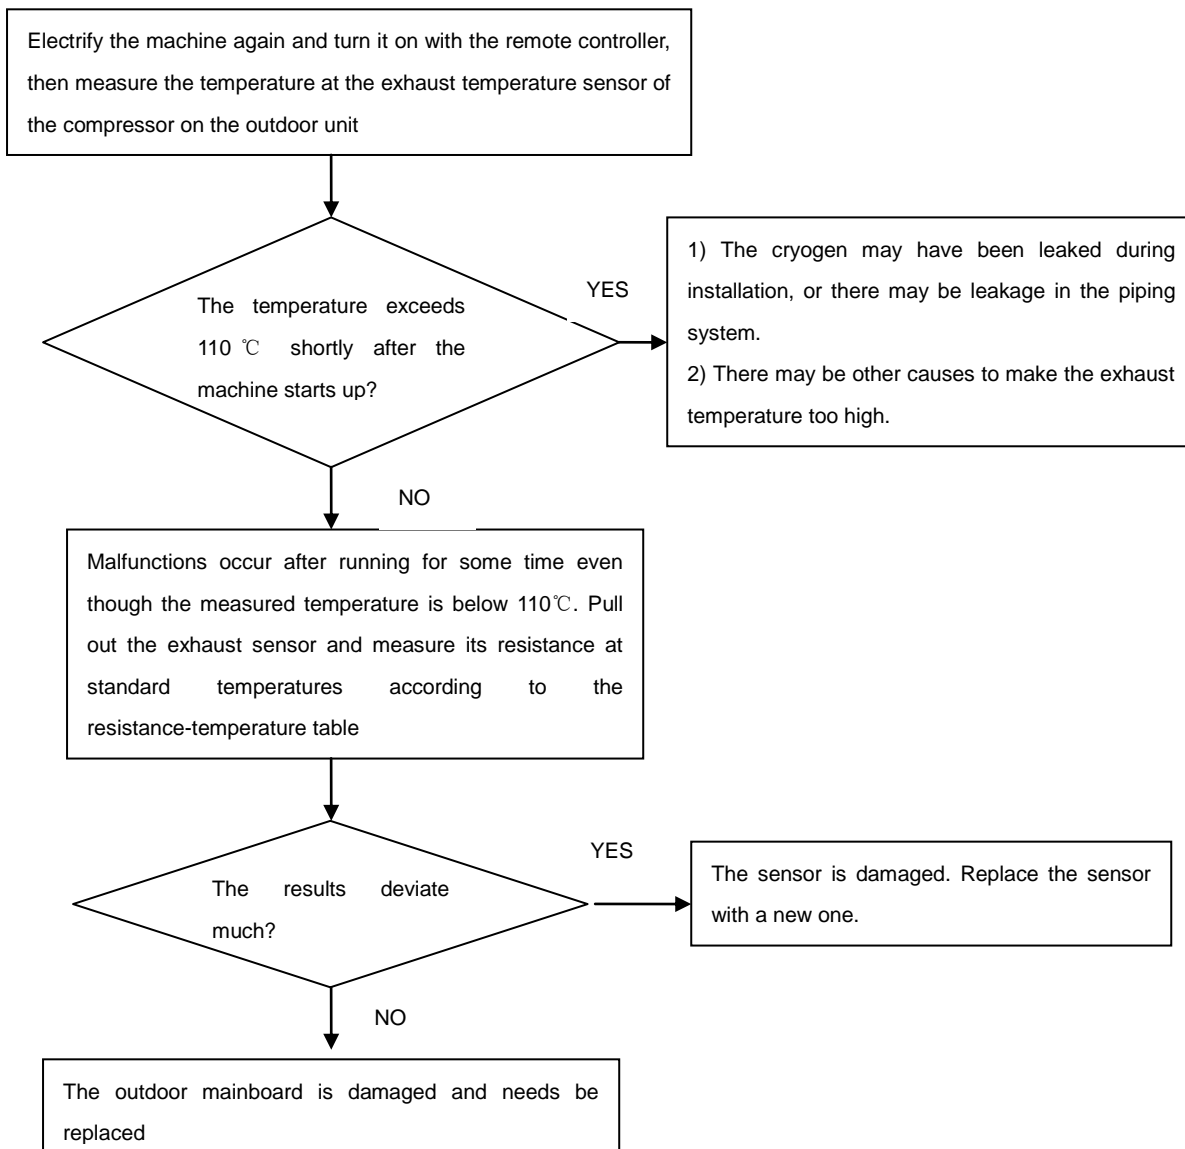 Electrify the machine again and turn it on with the remote controller,
then measure the temperature at the exhaust temperature sensor of
the compressor on the outdoor unit
The temperature exceeds
110 ℃ shortly after the
machine starts up?
YES
1) The cryogen may have been leaked during
installation, or there may be leakage in the piping
system.
2) There may be other causes to make the exhaust
temperature too high.
NO
Malfunctions occur after running for some time even
though the measured temperature is below 110℃. Pull
out the exhaust sensor and measure its resistance at
standard temperatures according to the
resistance-temperature table
The results deviate
much?
YES
The sensor is damaged. Replace the sensor
with a new one.
NO
The outdoor mainboard is damaged and needs be
replaced